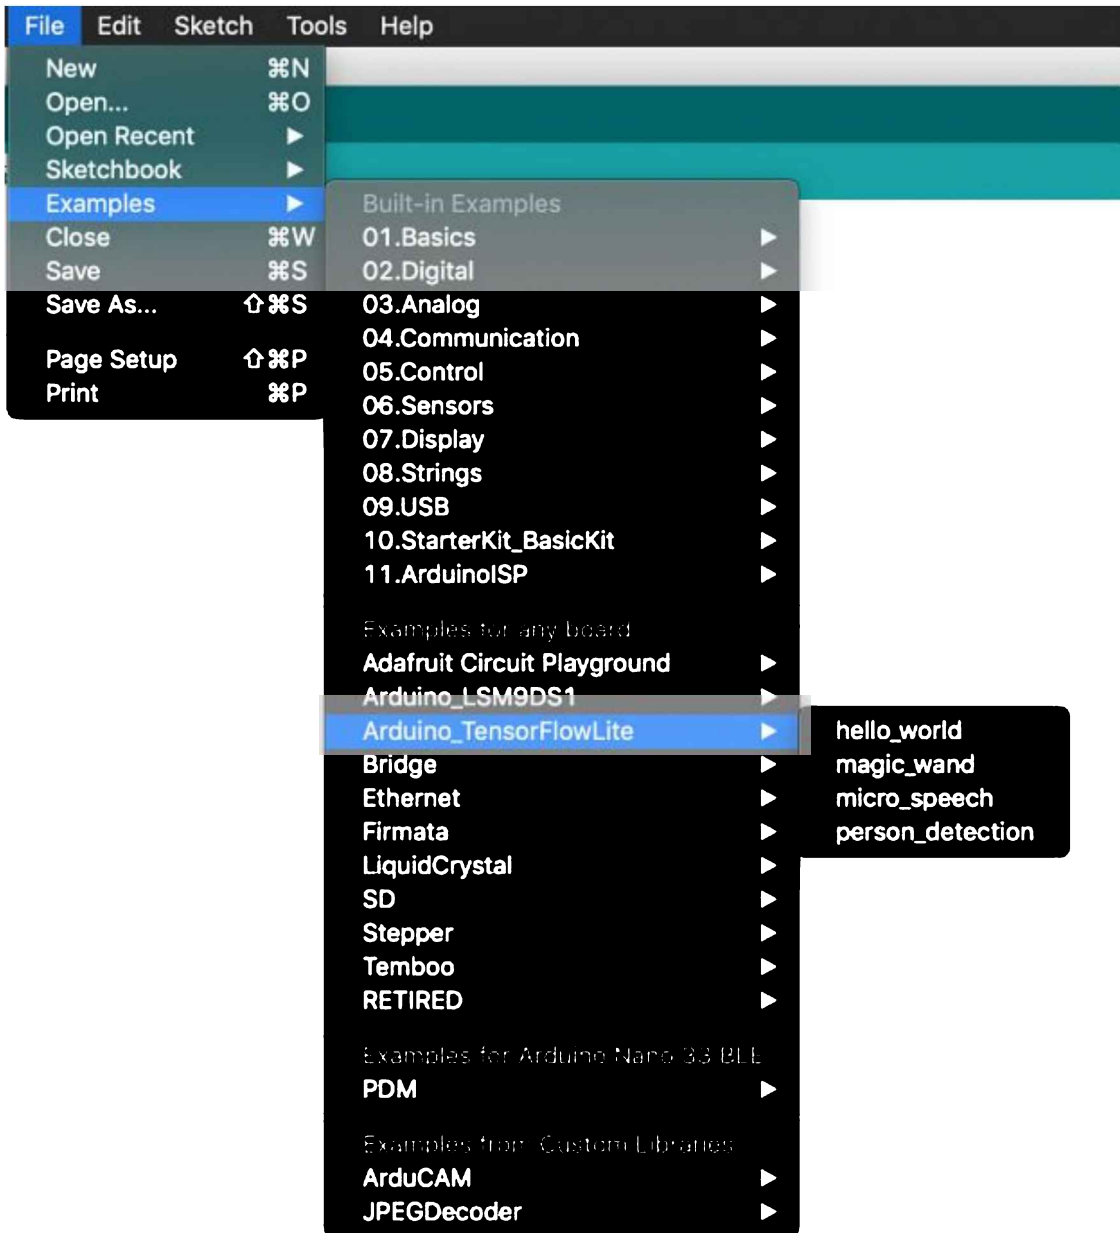 File Edit Sketch Tools Help
New ⌘N
Open... ⌘O
Open Recent ▶
Sketchbook ▶
Examples ▶
Close ⌘W
Save ⌘S
Save As... ⇧⌘S
Page Setup ⇧⌘P
Print ⌘P
Built-in Examples
01.Basics ▶
02.Digital ▶
03.Analog ▶
04.Communication ▶
05.Control ▶
06.Sensors ▶
07.Display ▶
08.Strings ▶
09.USB ▶
10.StarterKit_BasicKit ▶
11.ArduinoISP ▶
Examples for any board
Adafruit Circuit Playground ▶
Arduino_LSM9DS1 ▶
Arduino_TensorFlowLite ▶
Bridge ▶
Ethernet ▶
Firmata ▶
LiquidCrystal ▶
SD ▶
Stepper ▶
Temboo ▶
RETIRED ▶
Examples for Arduino Nano 33 BLE
PDM ▶
Examples from Custom Libraries
ArduCAM ▶
JPEGDecoder ▶
hello_world
magic_wand
micro_speech
person_detection